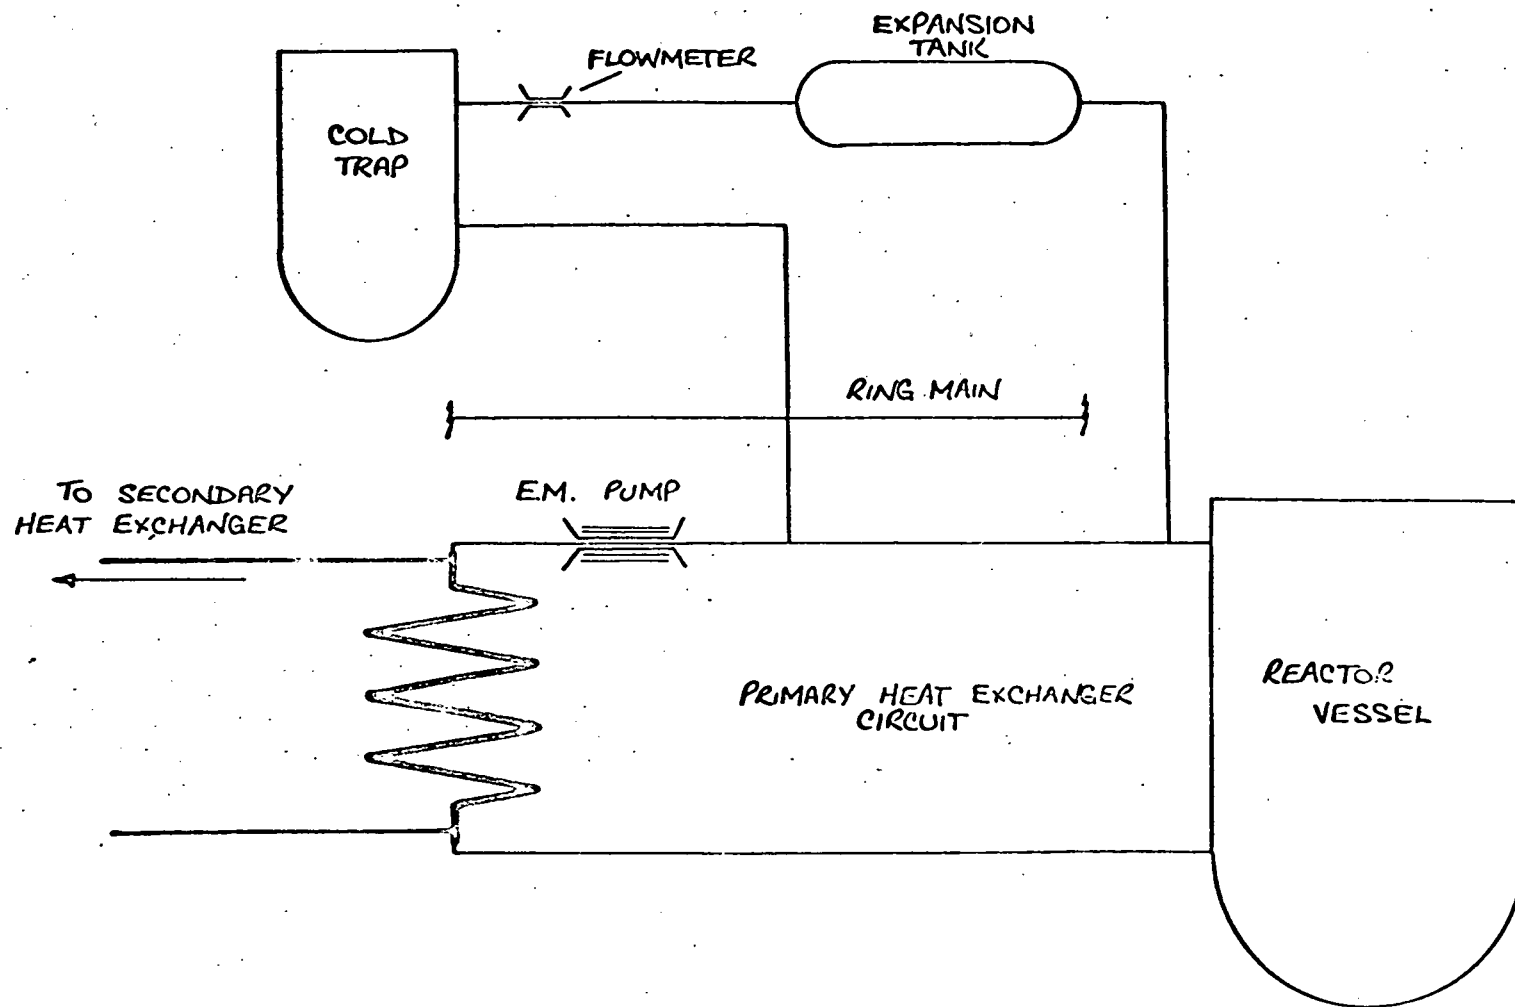 EXPANSION
TANK
FLOWMETER
COLD
TRAP
RING MAIN
TO SECONDARY
HEAT EXCHANGER
E.M. PUMP
PRIMARY HEAT EXCHANGER
CIRCUIT
REACTOR
VESSEL